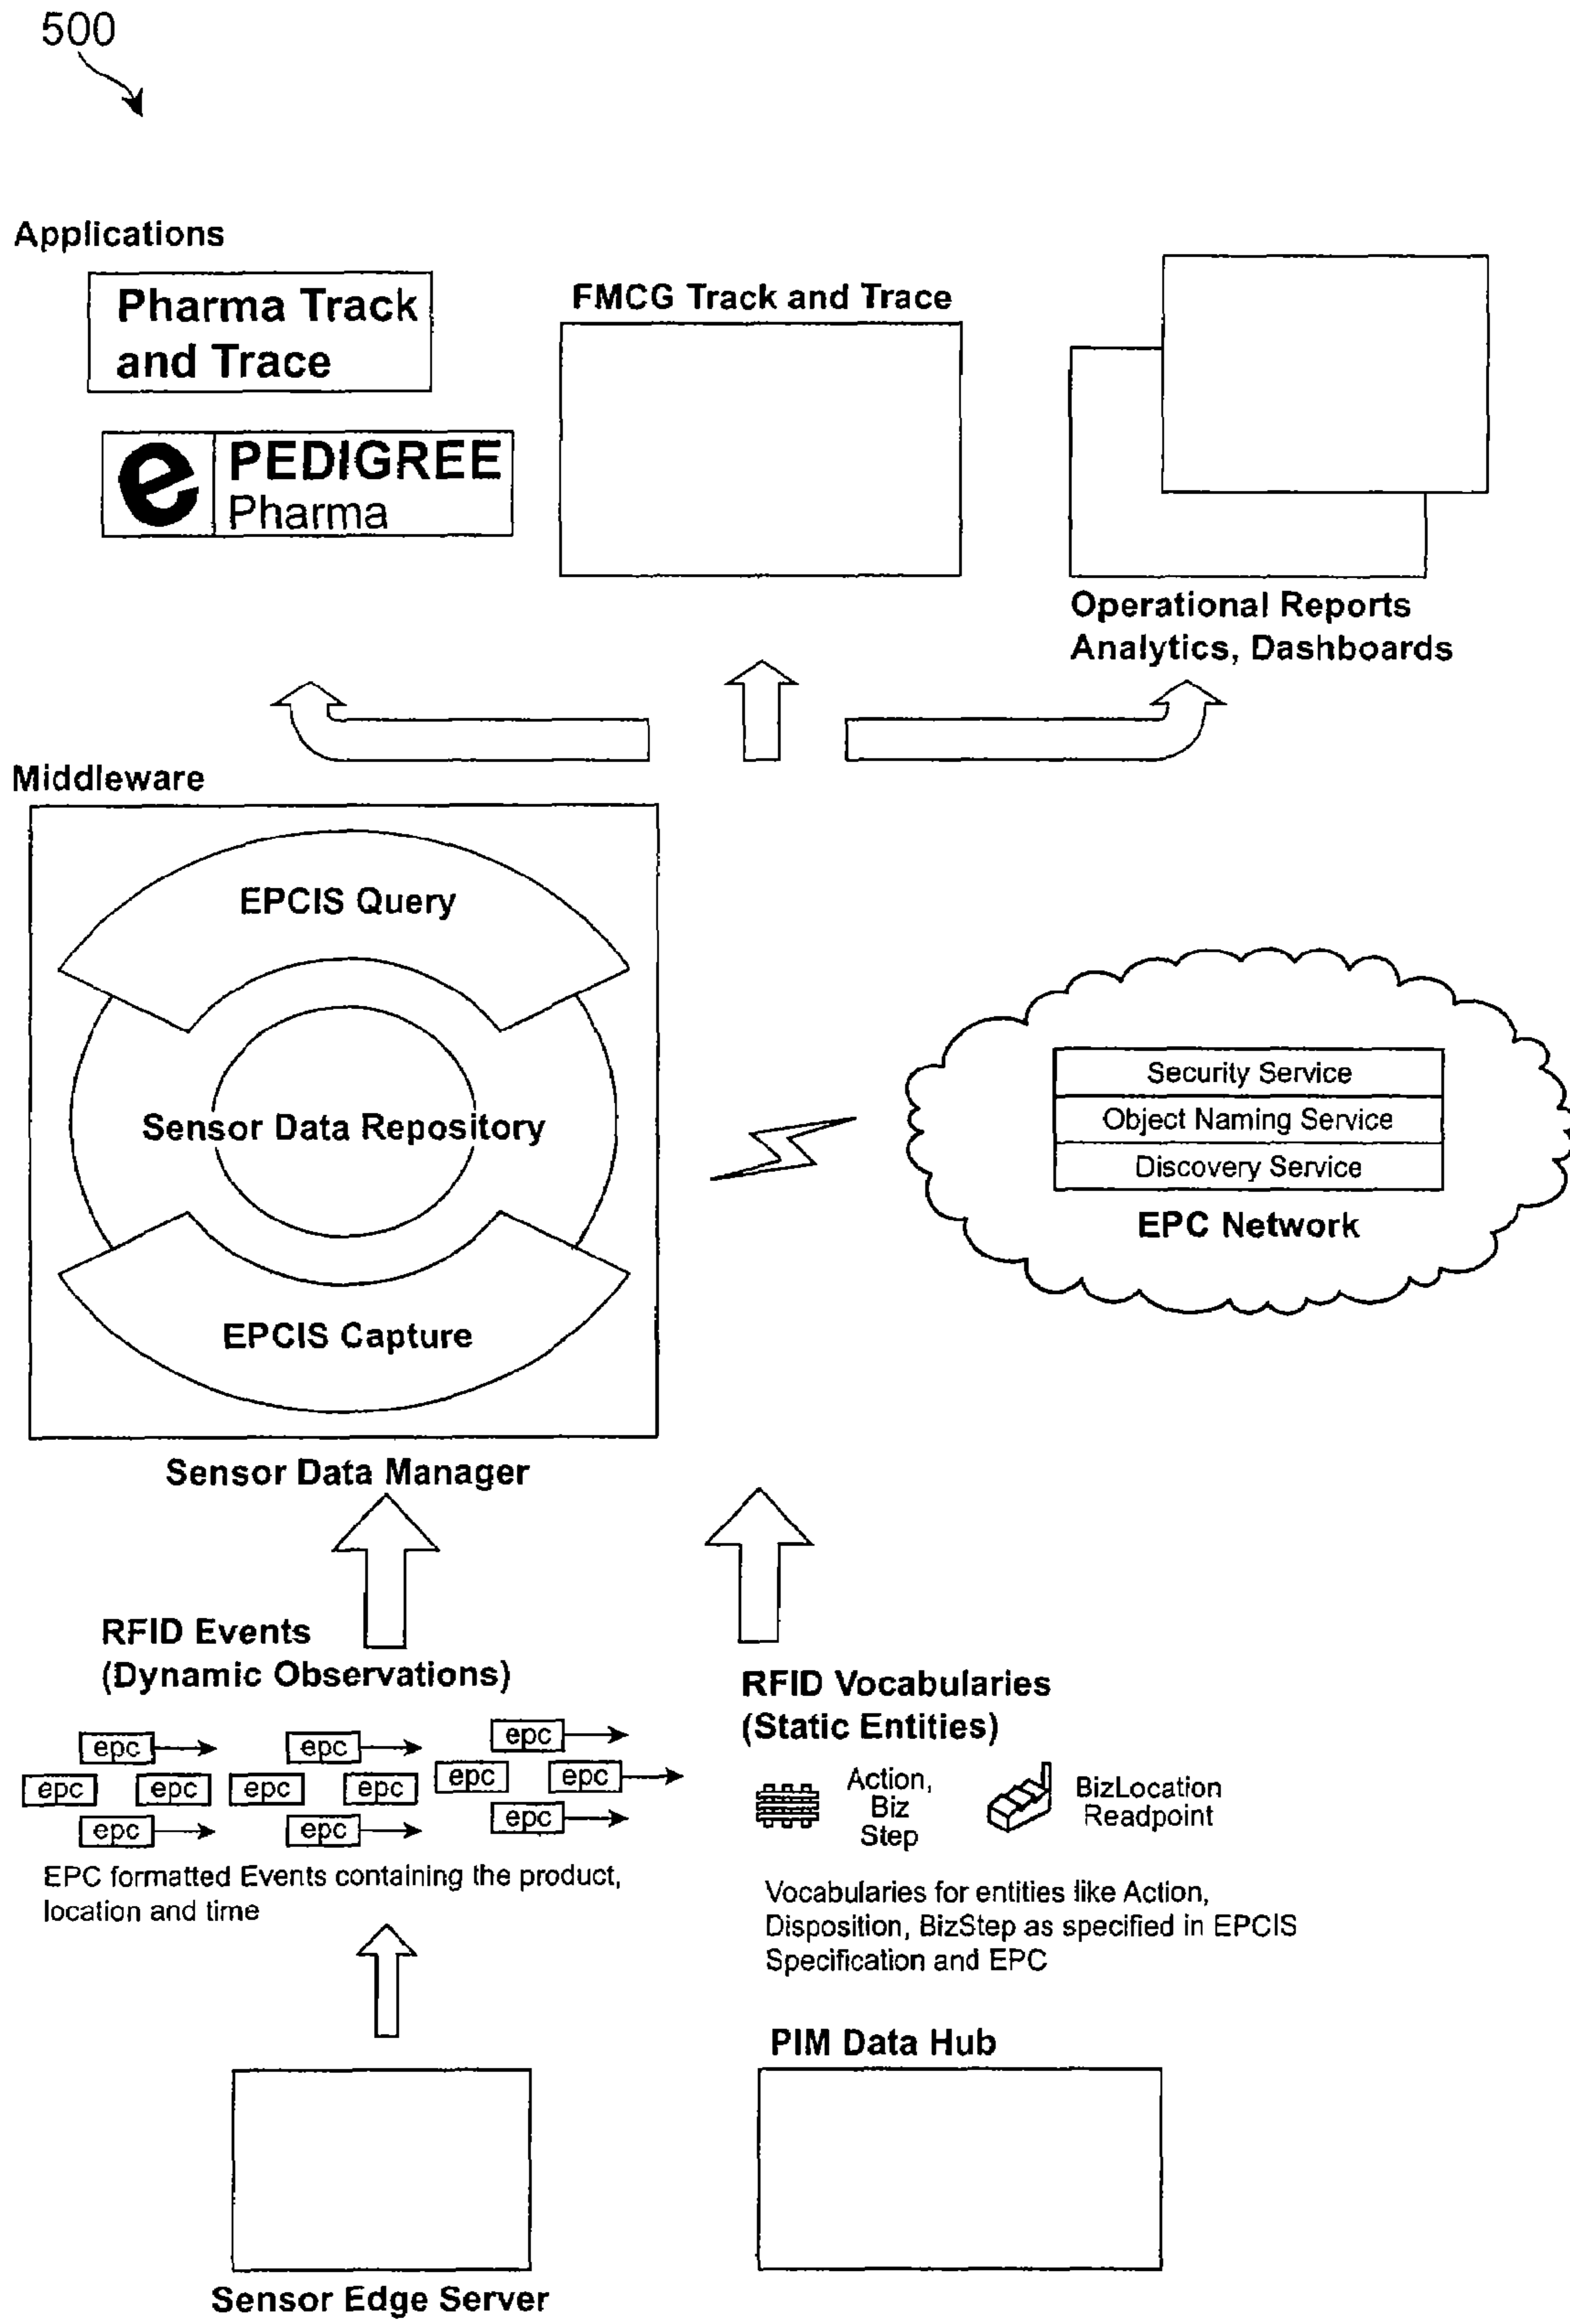 500
Applications
Pharma Track
and Trace
e PEDIGREE
Pharma
FMCG Track and Trace
Operational Reports
Analytics, Dashboards
Middleware
EPCIS Query
Sensor Data Repository
EPCIS Capture
Sensor Data Manager
Security Service
Object Naming Service
Discovery Service
EPC Network
RFID Events
(Dynamic Observations)
epc
epc
epc
epc
epc
epc
epc
epc
epc
epc
epc
epc
EPC formatted Events containing the product,
location and time
RFID Vocabularies
(Static Entities)
Action,
Biz
Step
BizLocation
Readpoint
Vocabularies for entities like Action,
Disposition, BizStep as specified in EPCIS
Specification and EPC
PIM Data Hub
Sensor Edge Server